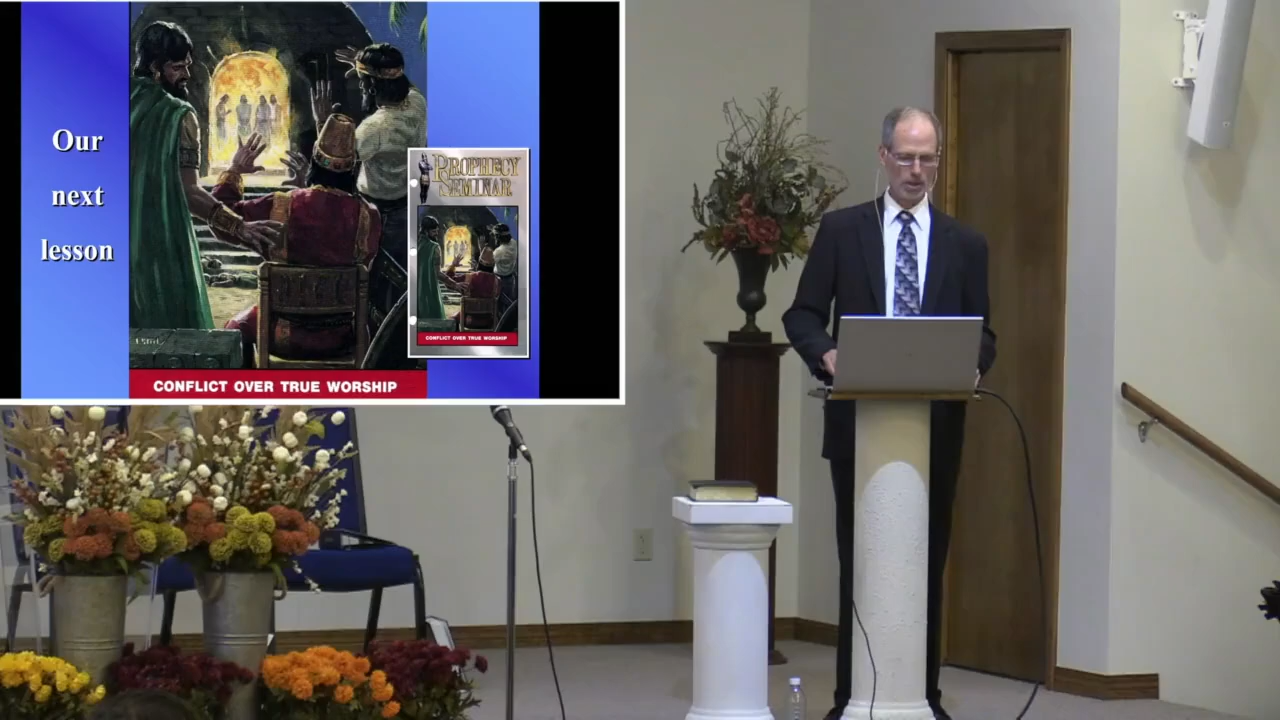 Our
next
lesson
PROPHECY
SEMINAR
CONFLICT OVER TRUE WORSHIP
CONFLICT OVER TRUE WORSHIP